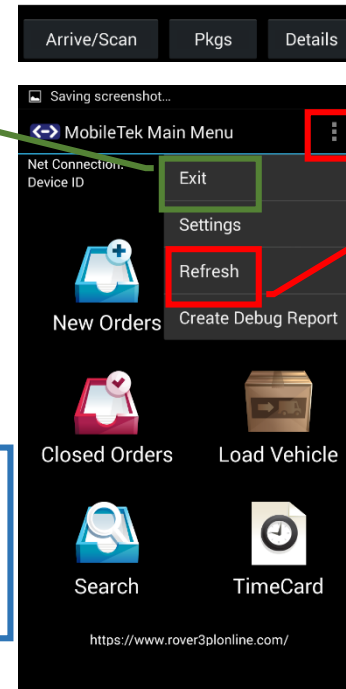 Arrive/Scan Pkgs Details
Saving screenshot...
MobileTek Main Menu
Net Connection:
Device ID
Exit
Settings
Refresh
Create Debug Report
New Orders
Closed Orders Load Vehicle
Search TimeCard
https://www.rover3plonline.com/